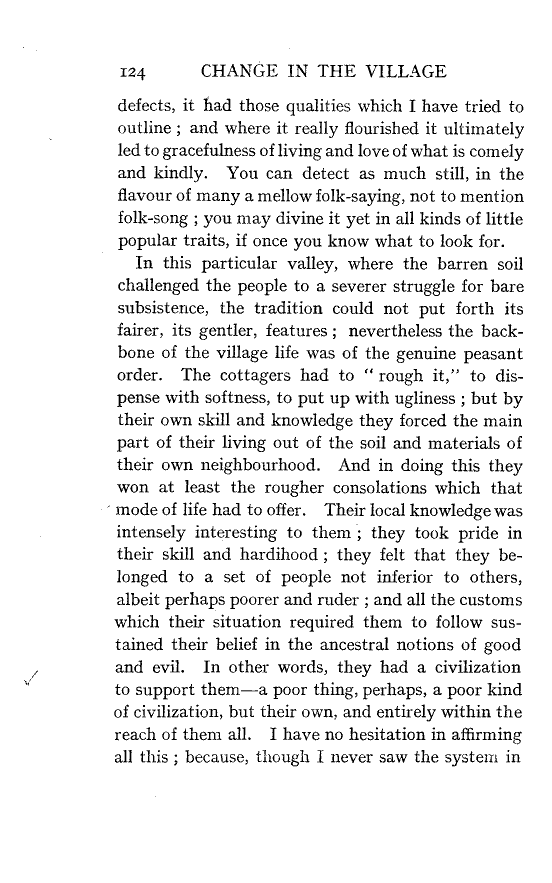 124 CHANGE IN THE VILLAGE
defects, it had those qualities which I have tried to
outline ; and where it really flourished it ultimately
led to gracefulness of living and love of what is comely
and kindly. You can detect as much still, in the
flavour of many a mellow folk-saying, not to mention
folk-song ; you may divine it yet in all kinds of little
popular traits, if once you know what to look for.
In this particular valley, where the barren soil
challenged the people to a severer struggle for bare
subsistence, the tradition could not put forth its
fairer, its gentler, features ; nevertheless the back-
bone of the village life was of the genuine peasant
order. The cottagers had to “ rough it,” to dis-
pense with softness, to put up with ugliness ; but by
their own skill and knowledge they forced the main
part of their living out of the soil and materials of
their own neighbourhood. And in doing this they
won at least the rougher consolations which that
mode of life had to offer. Their local knowledge was
intensely interesting to them ; they took pride in
their skill and hardihood ; they felt that they be-
longed to a set of people not inferior to others,
albeit perhaps poorer and ruder ; and all the customs
which their situation required them to follow sus-
tained their belief in the ancestral notions of good
and evil. In other words, they had a civilization
to support them—a poor thing, perhaps, a poor kind
of civilization, but their own, and entirely within the
reach of them all. I have no hesitation in affirming
all this ; because, though I never saw the system in